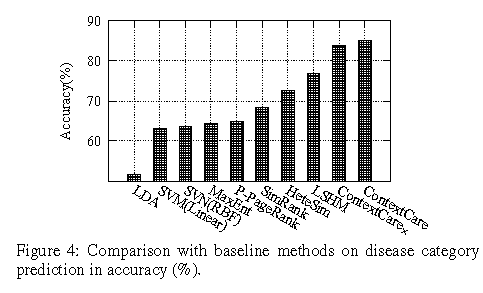 90
80
70
60
Accuracy(%)
LDA
SVM(Linear)
SVN(RBF)
MaxEnt
P-PageRank
SimRank
HeteSim
LSHM
ContextCarex
ContextCare
Figure 4: Comparison with baseline methods on disease category
prediction in accuracy (%).